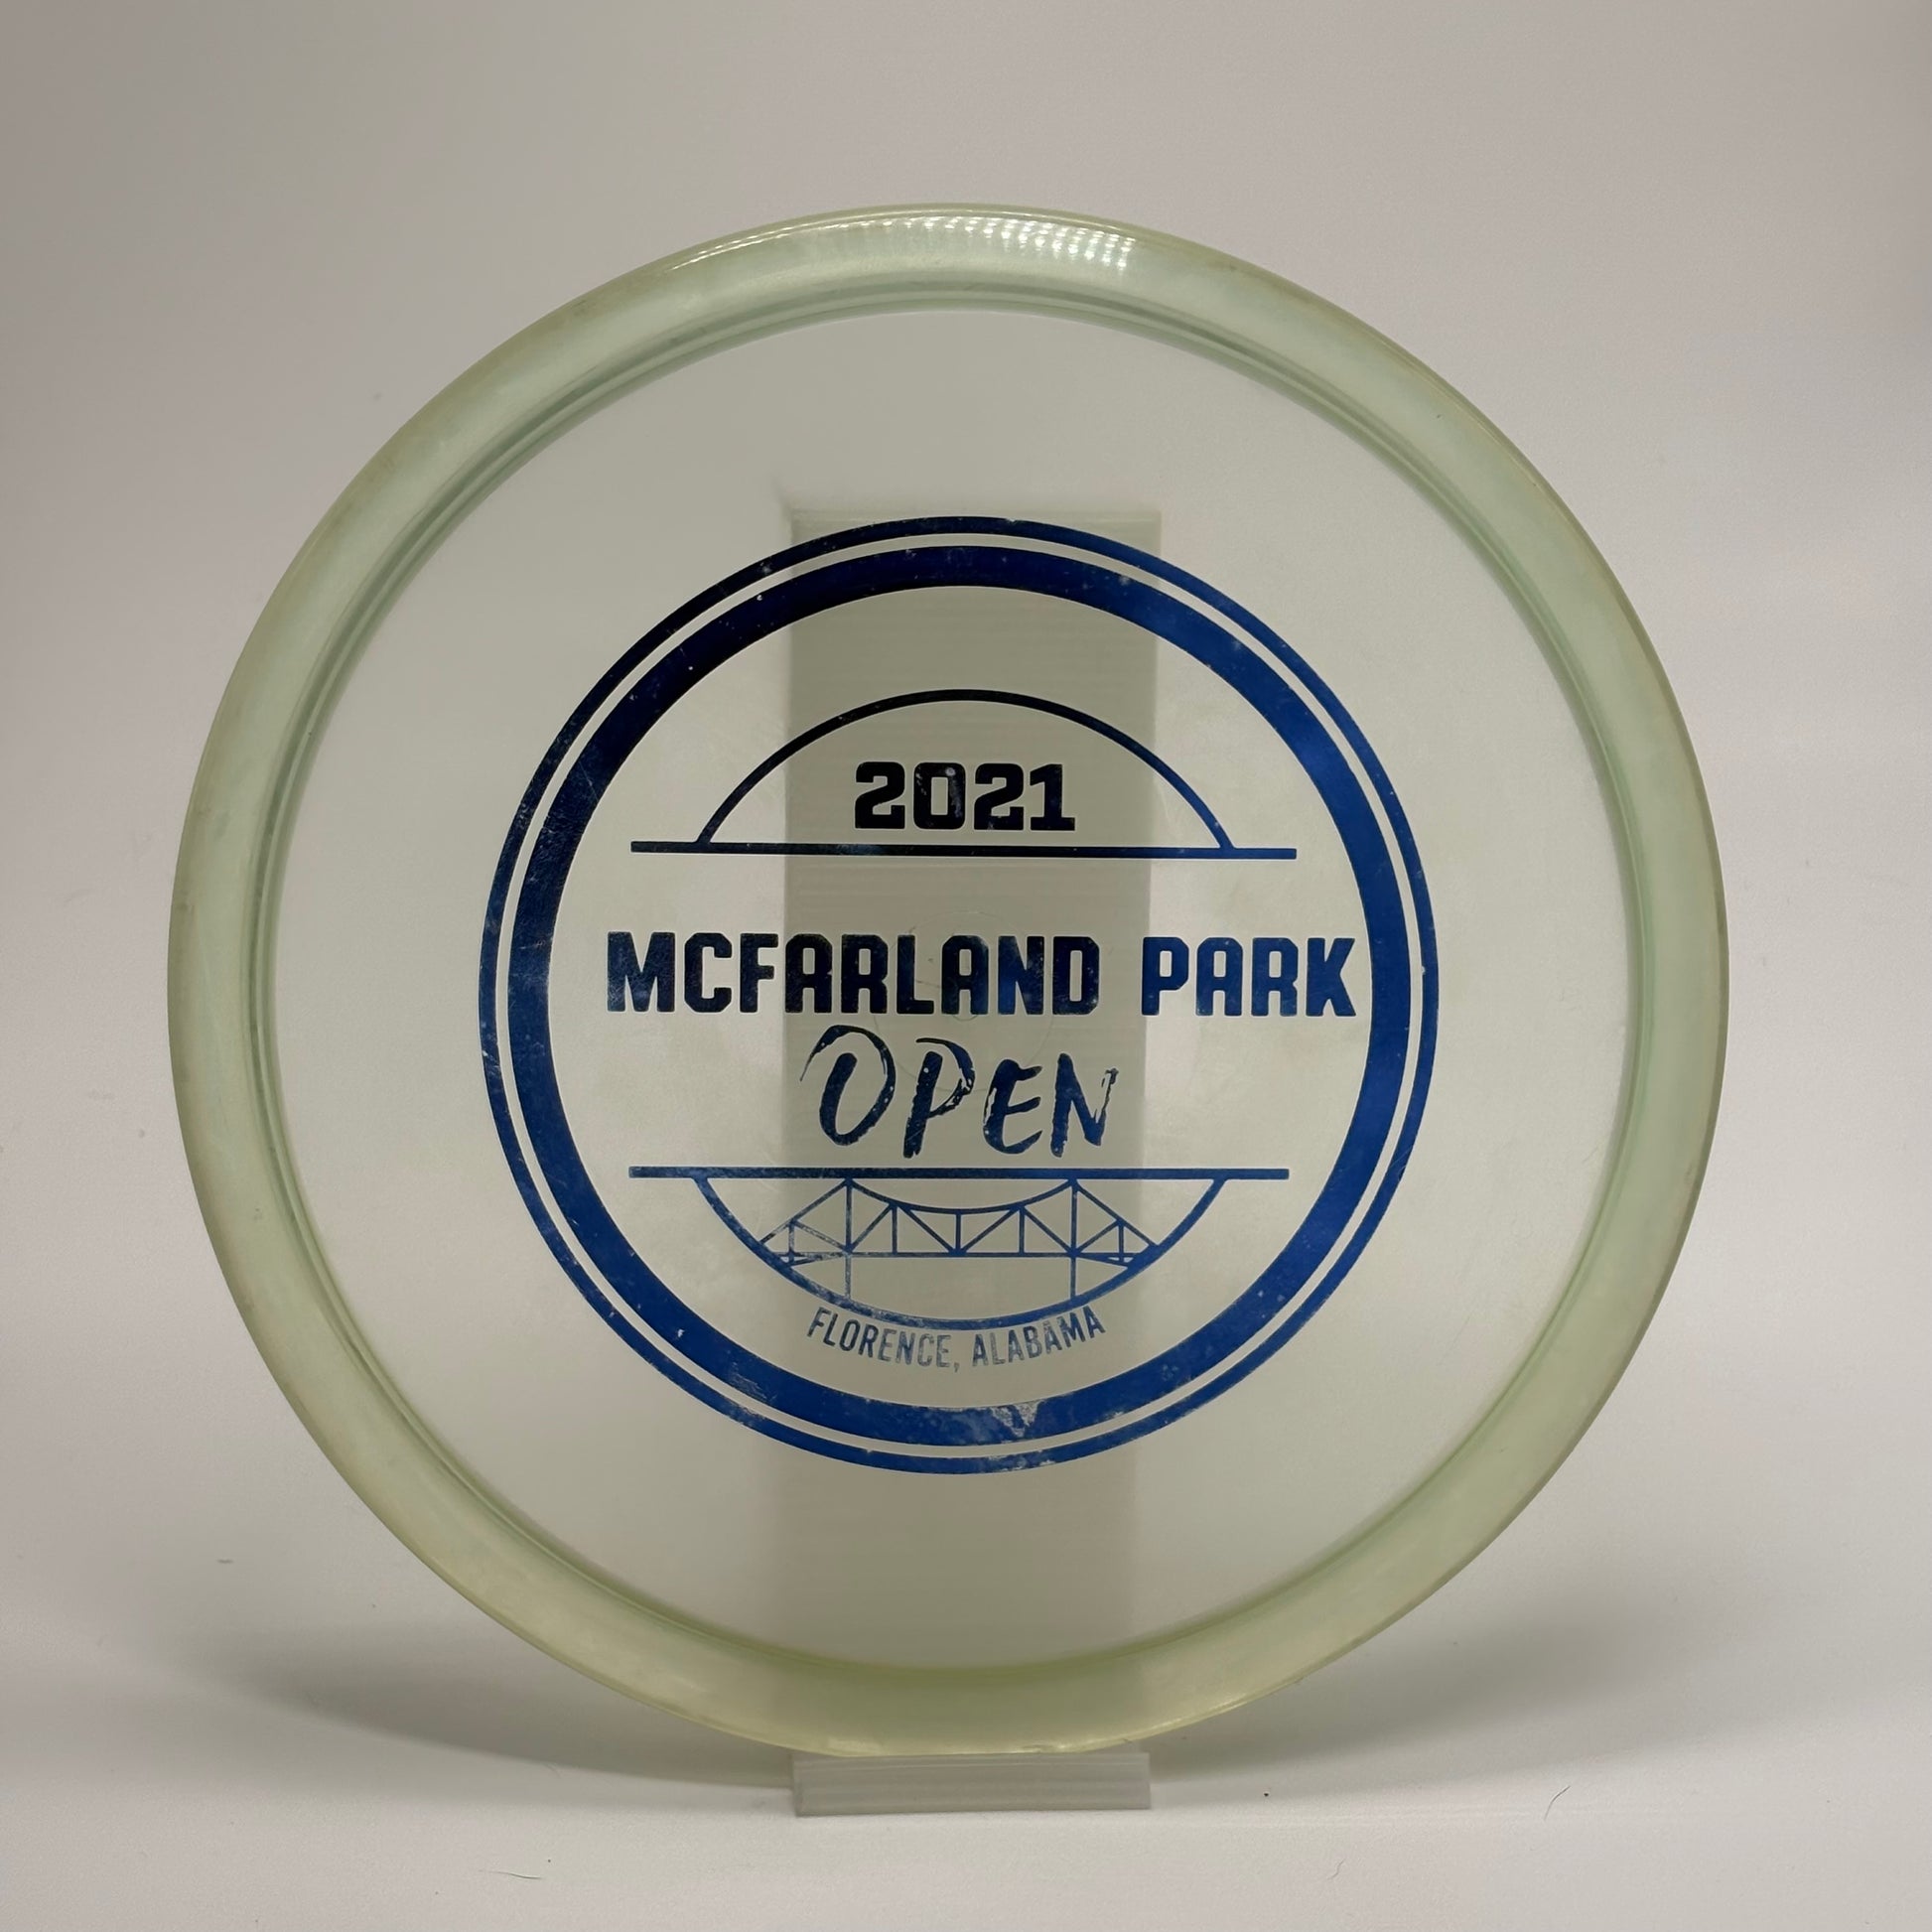 2021
MCFARLAND PARK
OPEN
FLORENCE, ALABAMA